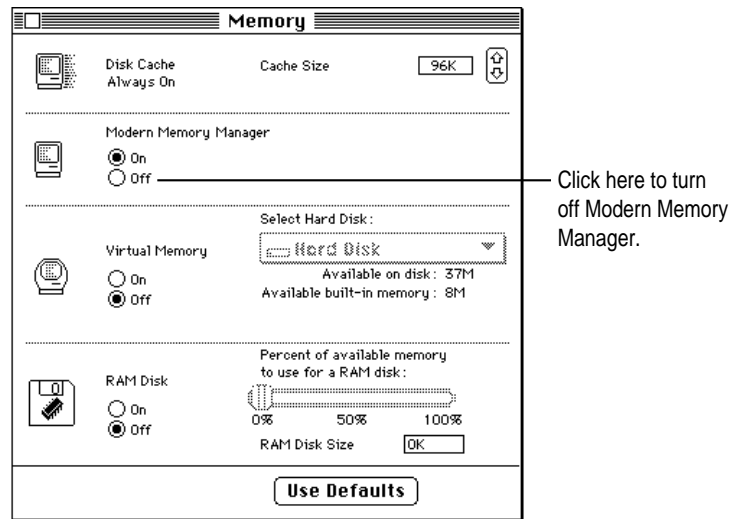 Memory
Disk Cache
Always On
Cache Size
96K
Modern Memory Manager
On
Off
Click here to turn
off Modern Memory
Manager.
Select Hard Disk:
Hard Disk
Virtual Memory
On
Off
Available on disk: 37M
Available built-in memory: 8M
Percent of available memory
to use for a RAM disk:
RAM Disk
On
Off
0% 50% 100%
RAM Disk Size
0K
Use Defaults